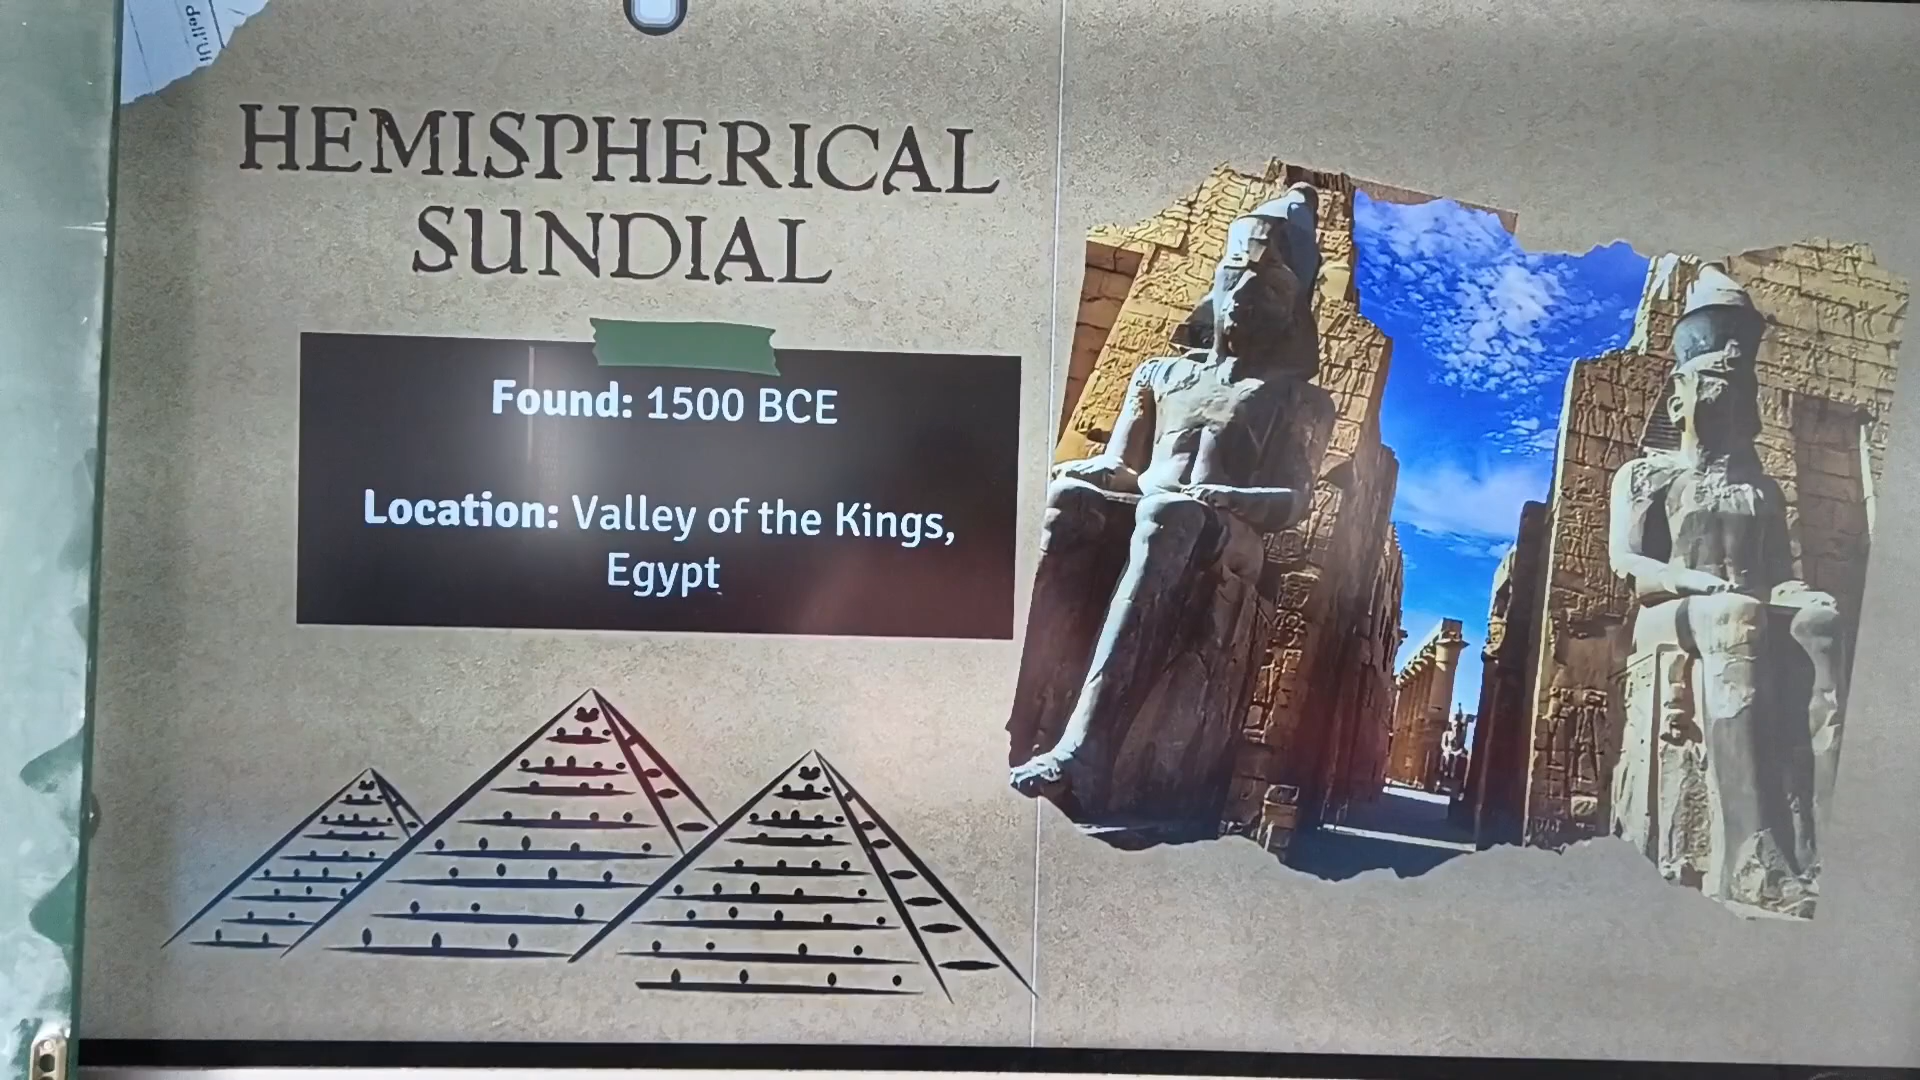 HEMISPHERICAL
SUNDIAL
Found: 1500 BCE
Location: Valley of the Kings,
Egypt